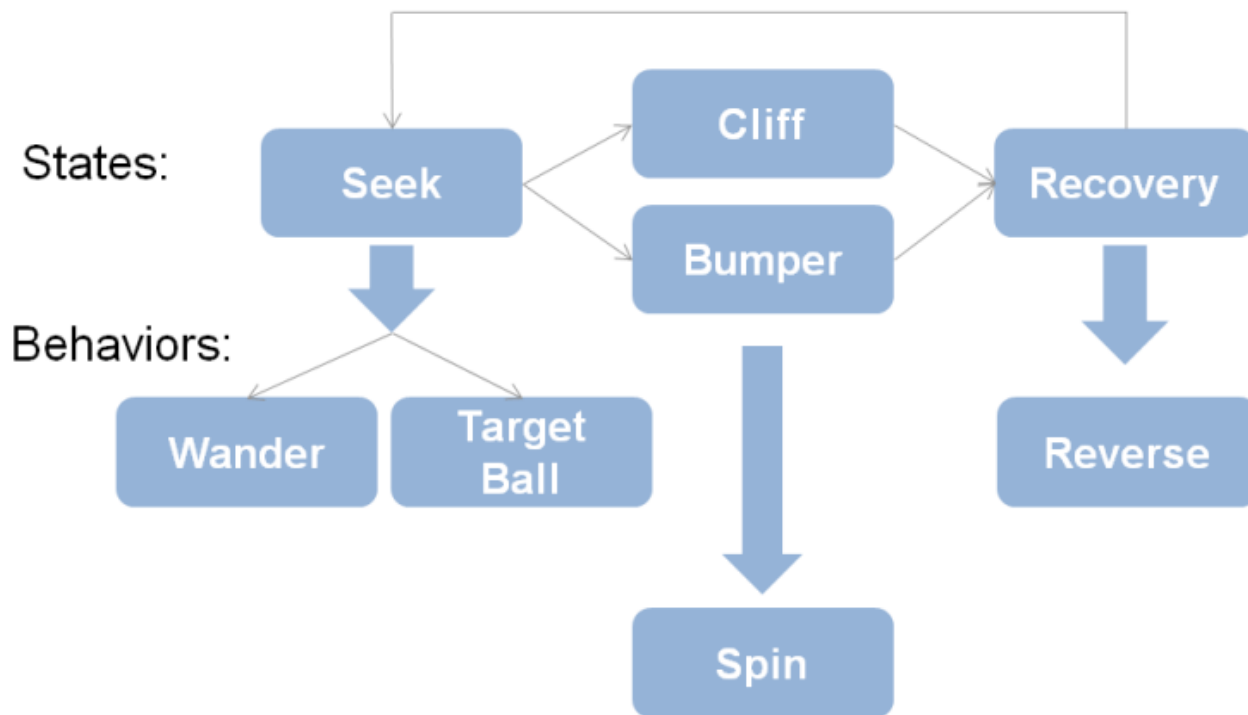 States:
Seek
Cliff
Bumper
Recovery
Behaviors:
Wander
Target
Ball
Reverse
Spin